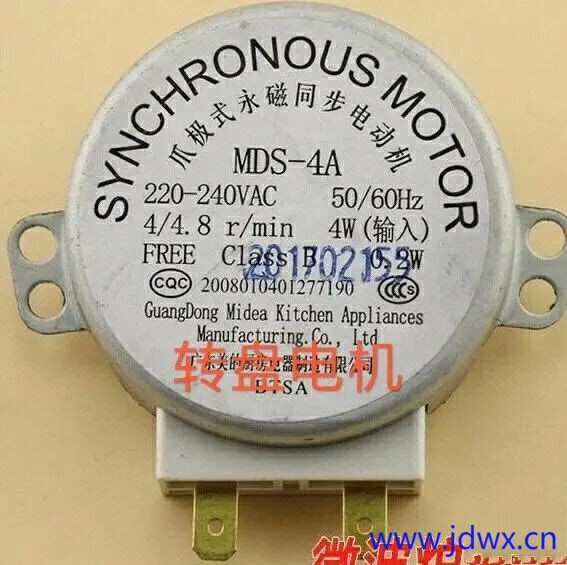 SYNCHRONOUS MOTOR
爪极式永磁同步电动机
MDS-4A
220-240VAC 50/60Hz
4/4.8 r/min 4W(输入)
FREE Class B
CQC 2008010401277190
GuangDong Midea Kitchen Appliances
Manufacturing.Co., Ltd
转盘电机
www.jdwx.cn